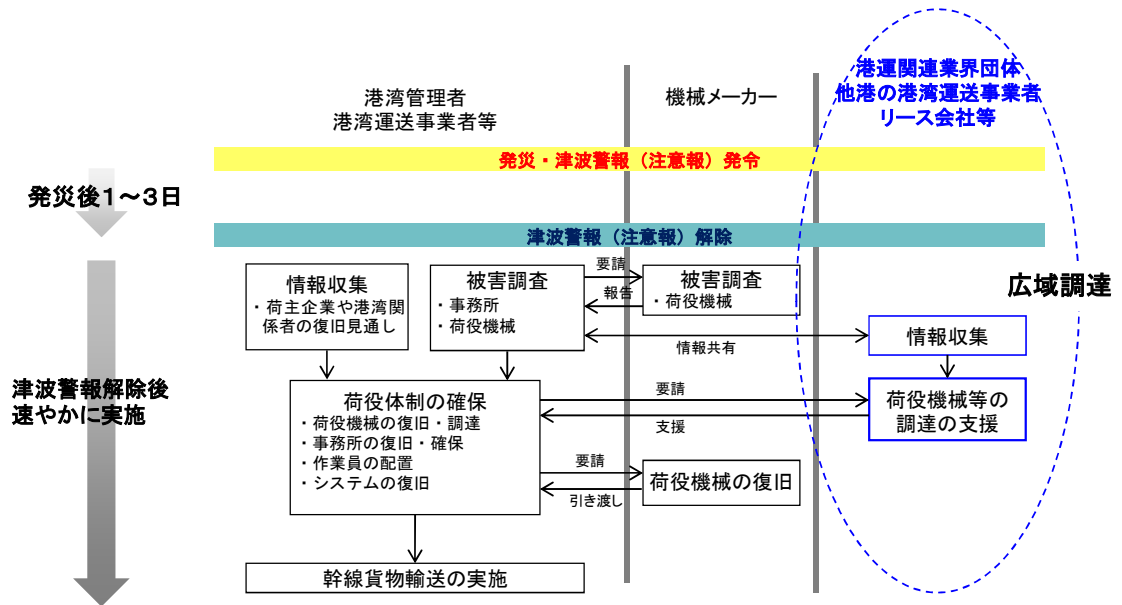 港湾管理者
港湾運送事業者等
機械メーカー
港運関連業界団体
他港の港湾運送事業者
リース会社等
発災・津波警報（注意報）発令
発災後１～３日
津波警報（注意報）解除
情報収集
・荷主企業や港湾関
係者の復旧見通し
被害調査
・事務所
・荷役機械
要請
報告
被害調査
・荷役機械
広域調達
情報共有
情報収集
津波警報解除後
速やかに実施
荷役体制の確保
・荷役機械の復旧・調達
・事務所の復旧・確保
・作業員の配置
・システムの復旧
要請
支援
荷役機械等の
調達の支援
要請
引き渡し
荷役機械の復旧
幹線貨物輸送の実施